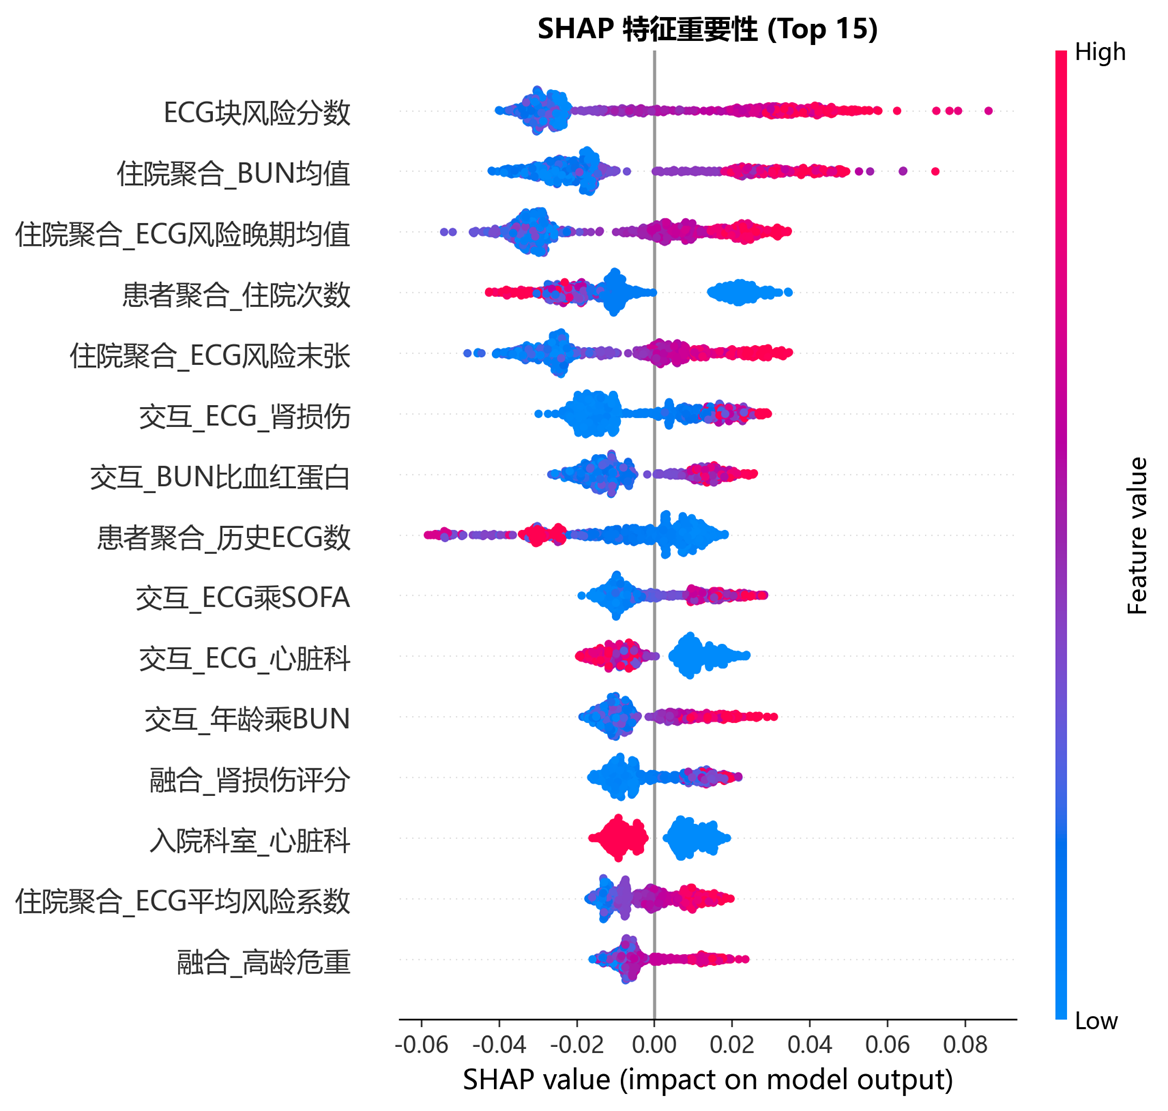 SHAP 特征重要性 (Top 15)
High
ECG块风险分数
住院聚合_BUN均值
住院聚合_ECG风险晚期均值
患者聚合_住院次数
住院聚合_ECG风险末张
交互_ECG_肾损伤
交互_BUN比血红蛋白
患者聚合_历史ECG数
交互_ECG乘SOFA
交互_ECG_心脏科
交互_年龄乘BUN
融合_肾损伤评分
入院科室_心脏科
住院聚合_ECG平均风险系数
融合_高龄危重
Feature value
Low
-0.06 -0.04 -0.02 0.00 0.02 0.04 0.06 0.08
SHAP value (impact on model output)